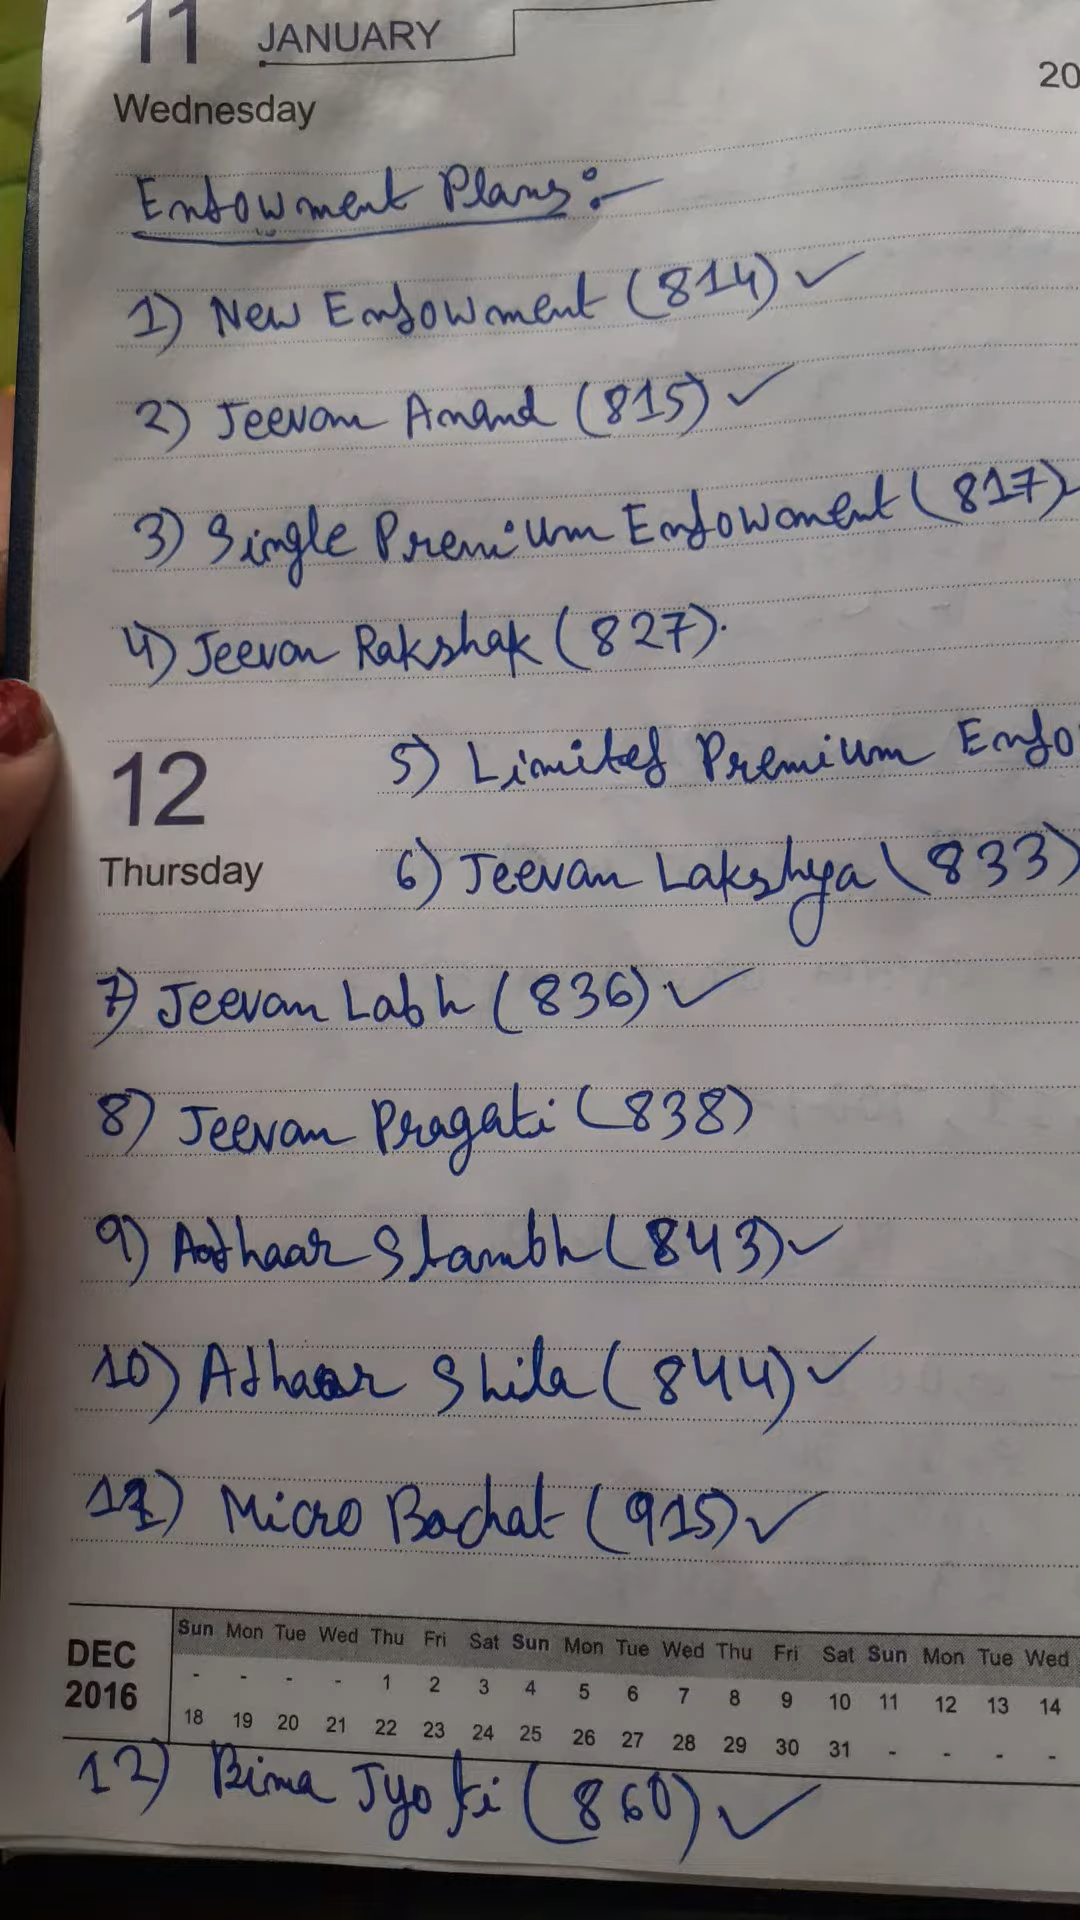 11 JANUARY
20
Wednesday
Endowment Plans:-
1) New Endowment (814) ✓
2) Jeevan Anand (815) ✓
3) Single Premium Endowment (817)
4) Jeevan Rakshak (827).
12
5) Limited Premium Endo
Thursday
6) Jeevan Lakshya (833)
7) Jeevan Labh (836) ✓
8) Jeevan Pragati (838)
9) Aadhaar Stambh (843) ✓
10) Adhaar Shila (844) ✓
11) Micro Bachat (915) ✓
DEC 2016
Sun Mon Tue Wed Thu Fri Sat Sun Mon Tue Wed Thu Fri Sat Sun Mon Tue Wed
- - - - 1 2 3 4 5 6 7 8 9 10 11 12 13 14
18 19 20 21 22 23 24 25 26 27 28 29 30 31 - - - -
12) Bima Jyoti (860) ✓